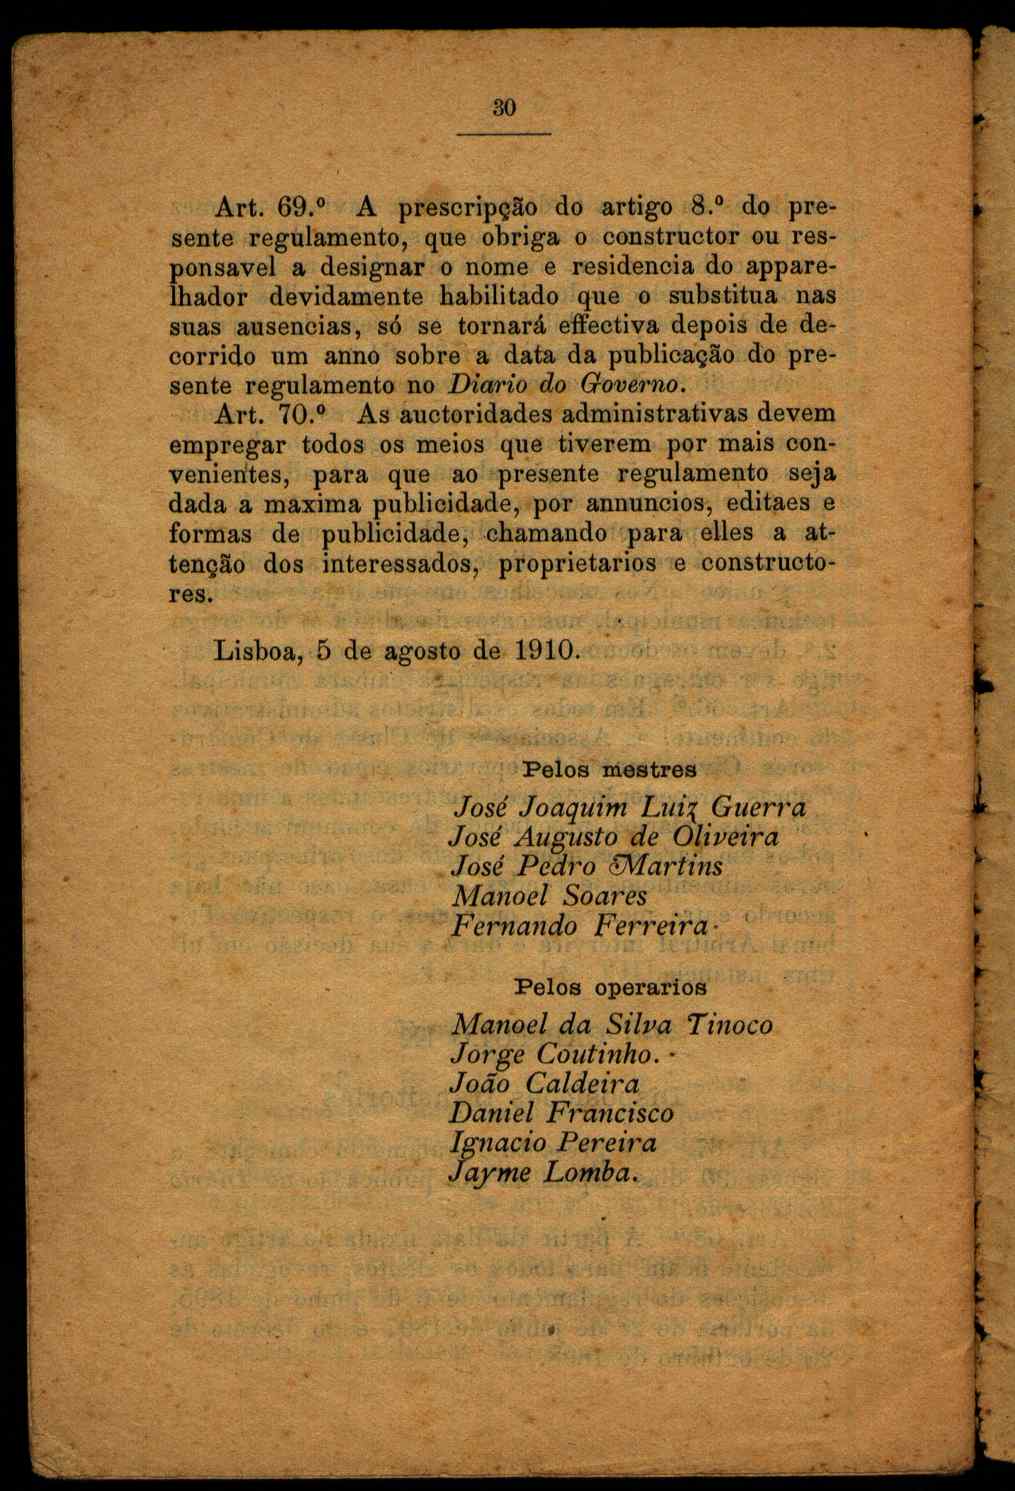 30
Art. 69.º A prescripção do artigo 8.º do pre-
sente regulamento, que obriga o constructor ou res-
ponsavel a designar o nome e residencia do appare-
lhador devidamente habilitado que o substitua nas
suas ausencias, só se tornará effectiva depois de de-
corrido um anno sobre a data da publicação do pre-
sente regulamento no Diario do Governo.
Art. 70.º As auctoridades administrativas devem
empregar todos os meios que tiverem por mais con-
venientes, para que ao presente regulamento seja
dada a maxima publicidade, por annuncios, editaes e
formas de publicidade, chamando para elles a at-
tenção dos interessados, proprietarios e constructo-
res.
Lisboa, 5 de agosto de 1910.
Pelos mestres
José Joaquim Luiz Guerra
José Augusto de Oliveira
José Pedro Martins
Manoel Soares
Fernando Ferreira
Pelos operarios
Manoel da Silva Tinoco
Jorge Coutinho.
João Caldeira
Daniel Francisco
Ignacio Pereira
Jayme Lomba.